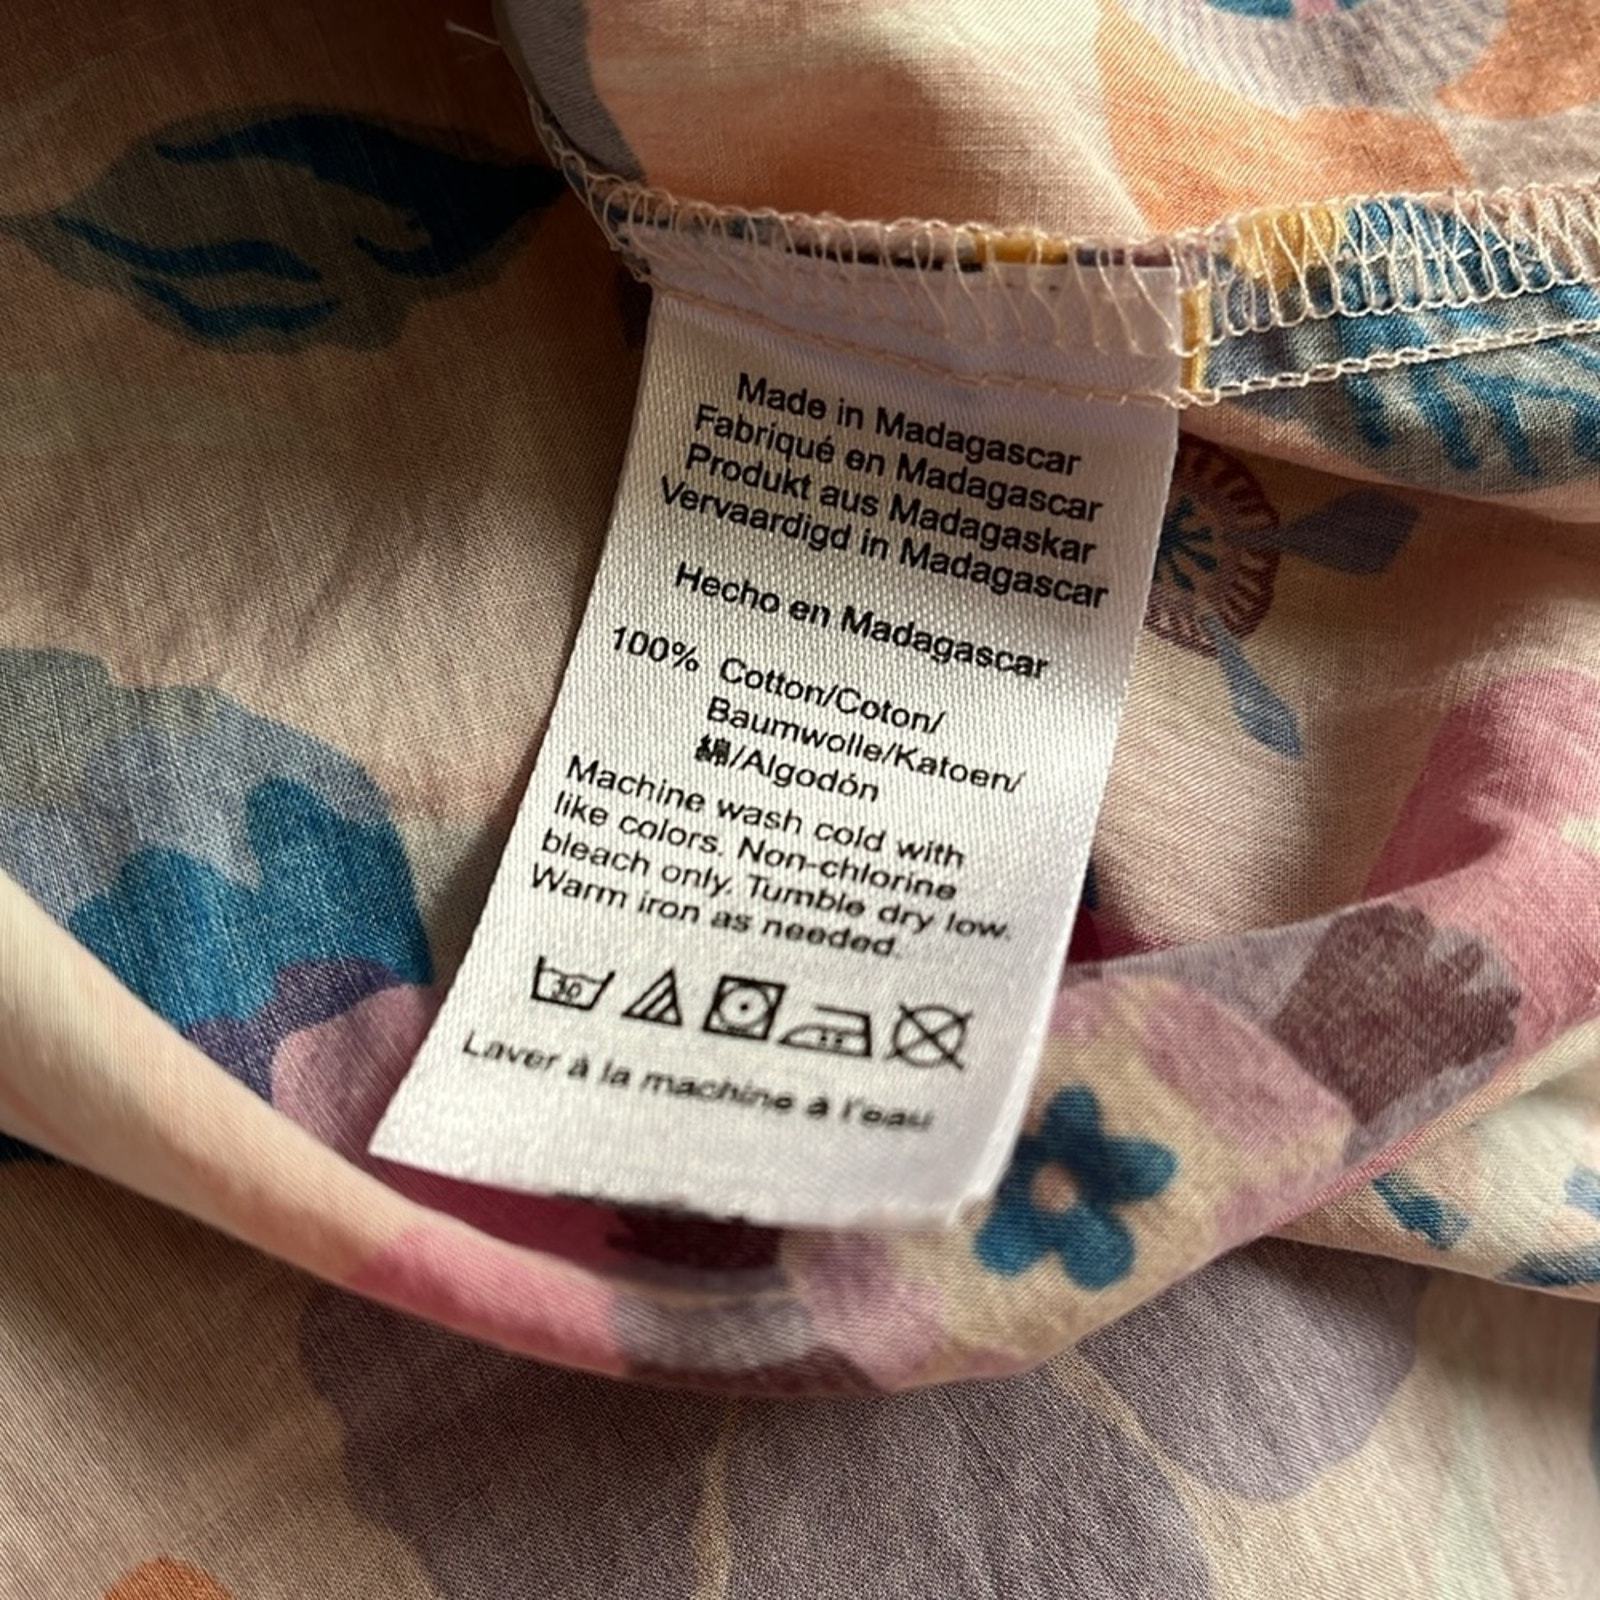 Made in Madagascar
Fabriqué en Madagascar
Produkt aus Madagaskar
Vervaardigd in Madagascar
Hecho en Madagascar
100% Cotton/Coton/
Baumwolle/Katoen/
綿/Algodón
Machine wash cold with
like colors. Non-chlorine
bleach only. Tumble dry low.
Warm iron as needed.
30
Laver à la machine à l'eau